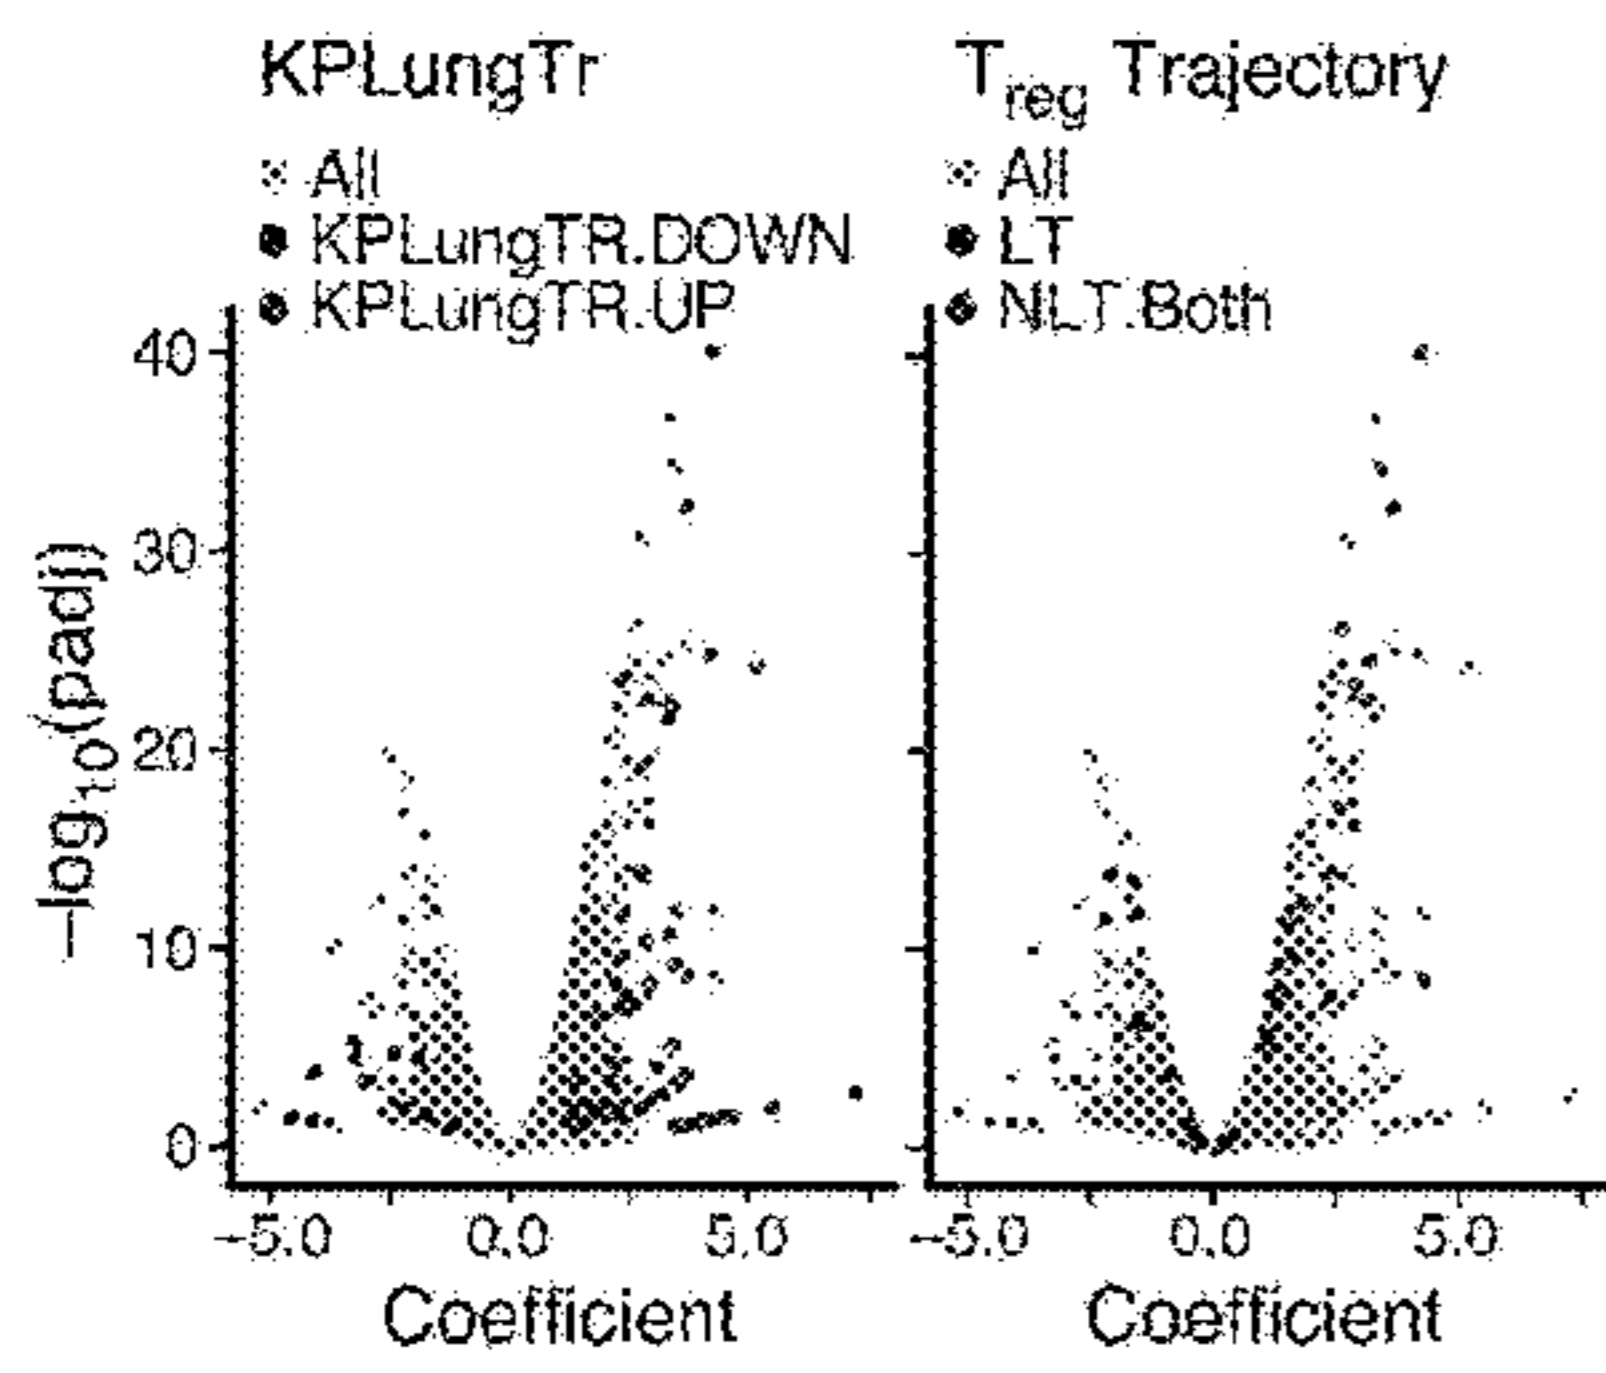 KPLungTr
All
KPLungTR.DOWN
KPLungTR.UP
Treg Trajectory
All
LT
NLT.Both
−log10(padj)
40
30
20
10
0
−5.0 0.0 5.0
−5.0 0.0 5.0
Coefficient
Coefficient